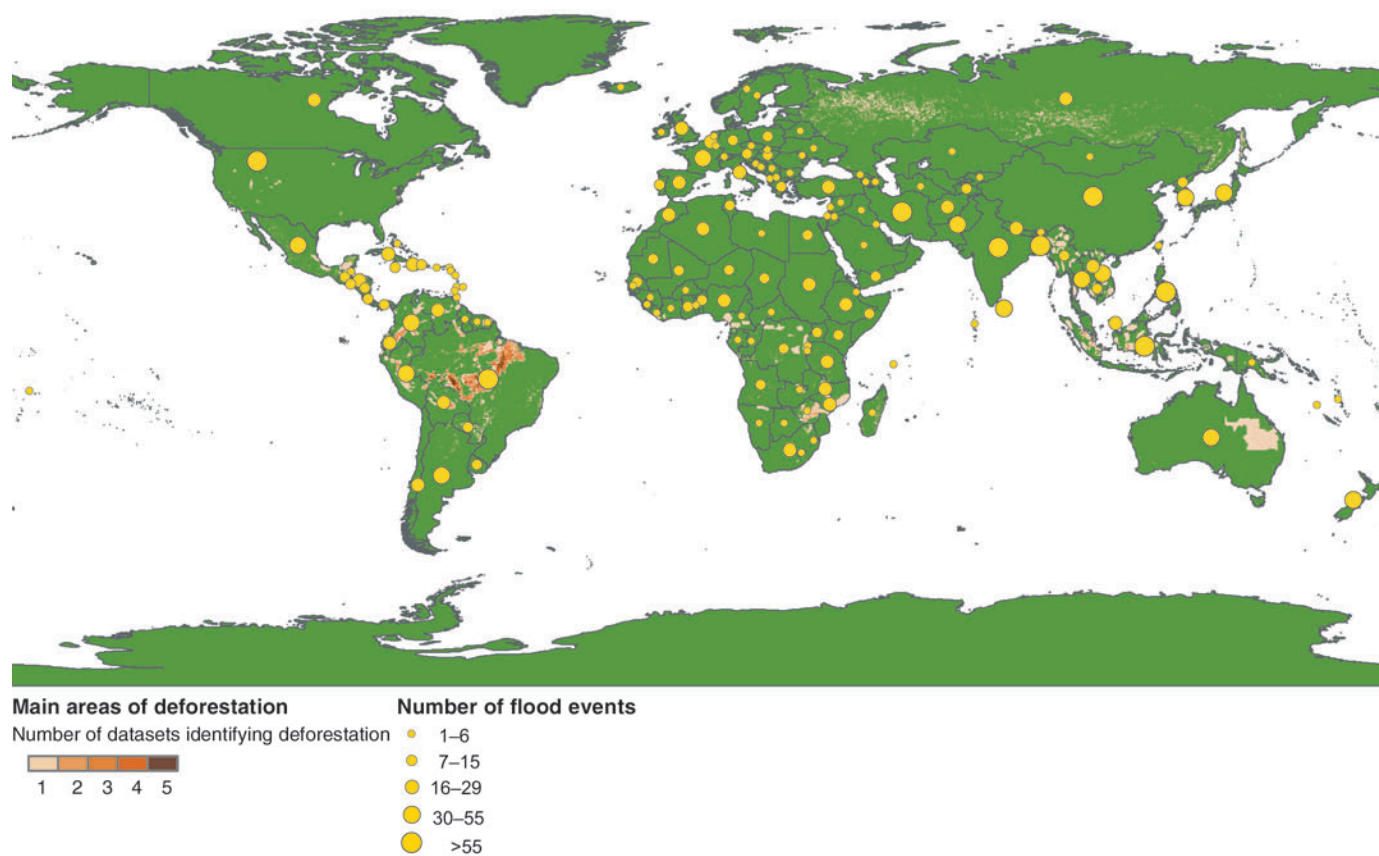 Main areas of deforestation
Number of datasets identifying deforestation
1 2 3 4 5
Number of flood events
1–6
7–15
16–29
30–55
>55